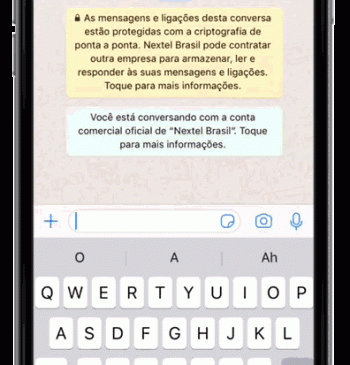 As mensagens e ligações desta conversa
estão protegidas com a criptografia de
ponta a ponta. Nextel Brasil pode contratar
outra empresa para armazenar, ler e
responder às suas mensagens e ligações.
Toque para mais informações.
Você está conversando com a conta
comercial oficial de “Nextel Brasil”. Toque
para mais informações.
O A Ah
Q W E R T Y U I O P
A S D F G H J K L